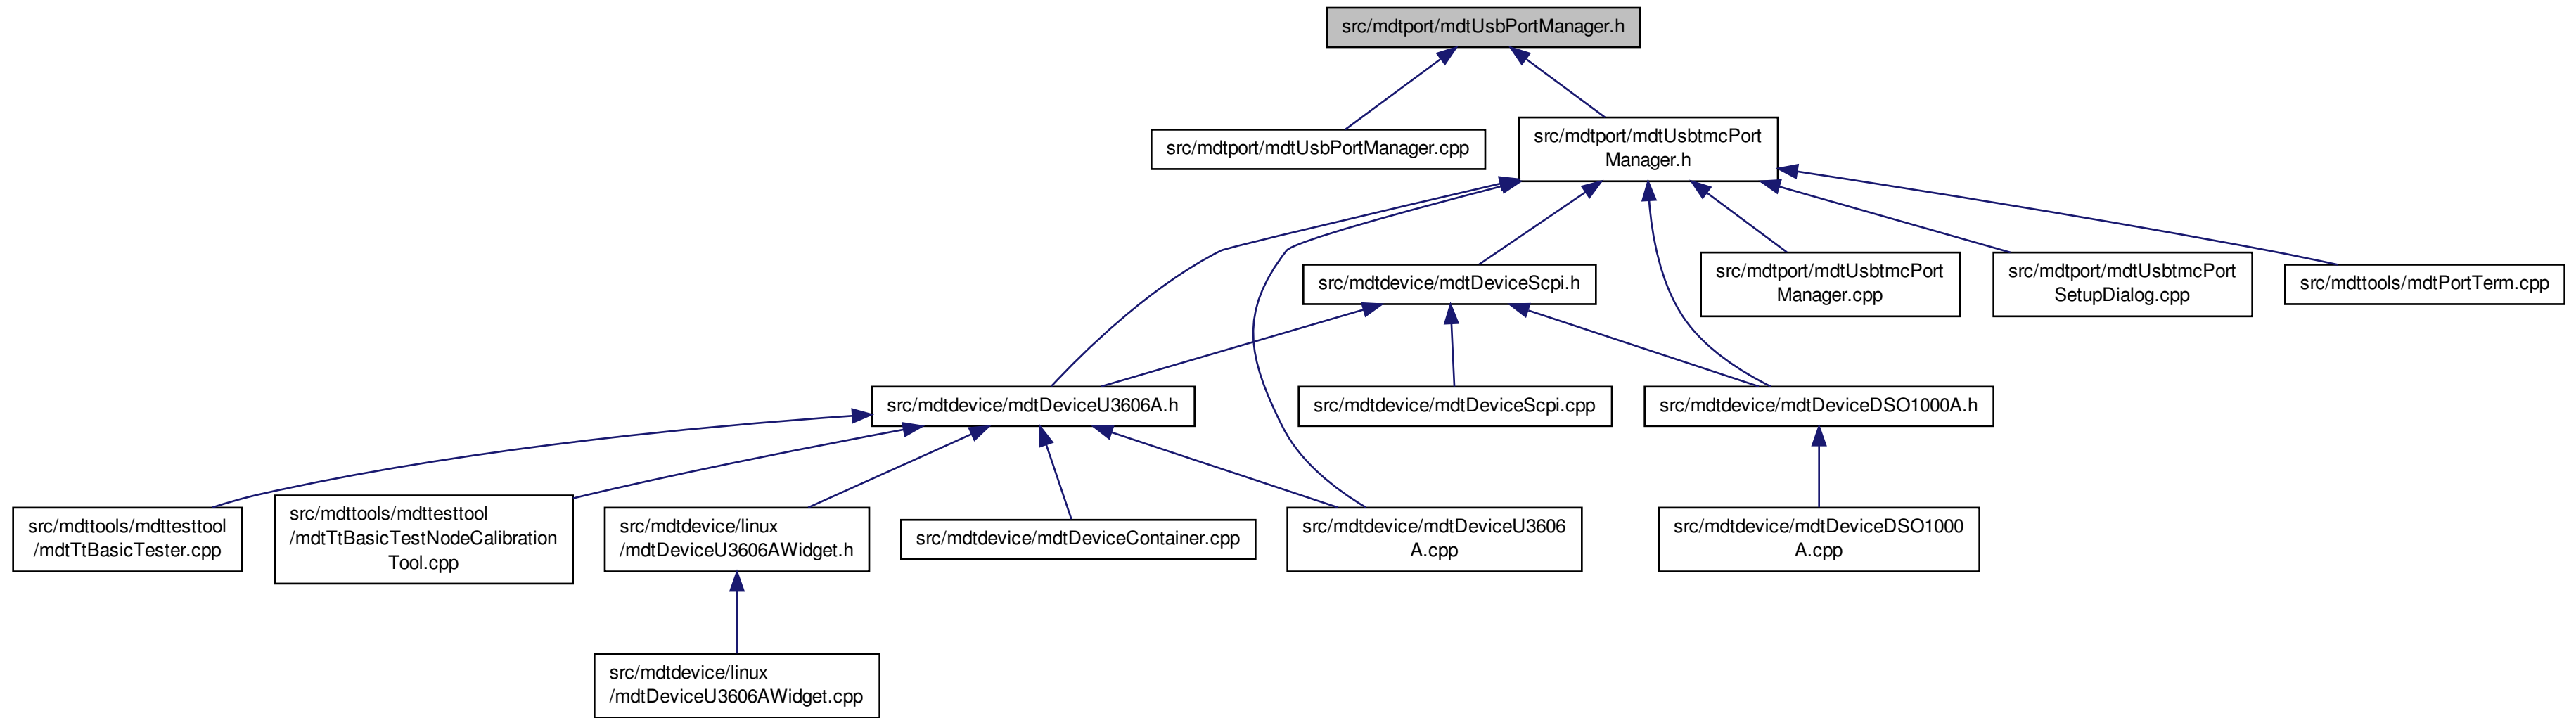 src/mdtport/mdtUsbPortManager.h
src/mdtport/mdtUsbPortManager.cpp
src/mdtport/mdtUsbtmcPort
Manager.h
src/mdtdevice/mdtDeviceScpi.h
src/mdtport/mdtUsbtmcPort
Manager.cpp
src/mdtport/mdtUsbtmcPort
SetupDialog.cpp
src/mdttools/mdtPortTerm.cpp
src/mdtdevice/mdtDeviceU3606A.h
src/mdtdevice/mdtDeviceScpi.cpp
src/mdtdevice/mdtDeviceDSO1000A.h
src/mdttools/mdttesttool
/mdtTtBasicTester.cpp
src/mdttools/mdttesttool
/mdtTtBasicTestNodeCalibration
Tool.cpp
src/mdtdevice/linux
/mdtDeviceU3606AWidget.h
src/mdtdevice/mdtDeviceContainer.cpp
src/mdtdevice/mdtDeviceU3606
A.cpp
src/mdtdevice/mdtDeviceDSO1000
A.cpp
src/mdtdevice/linux
/mdtDeviceU3606AWidget.cpp